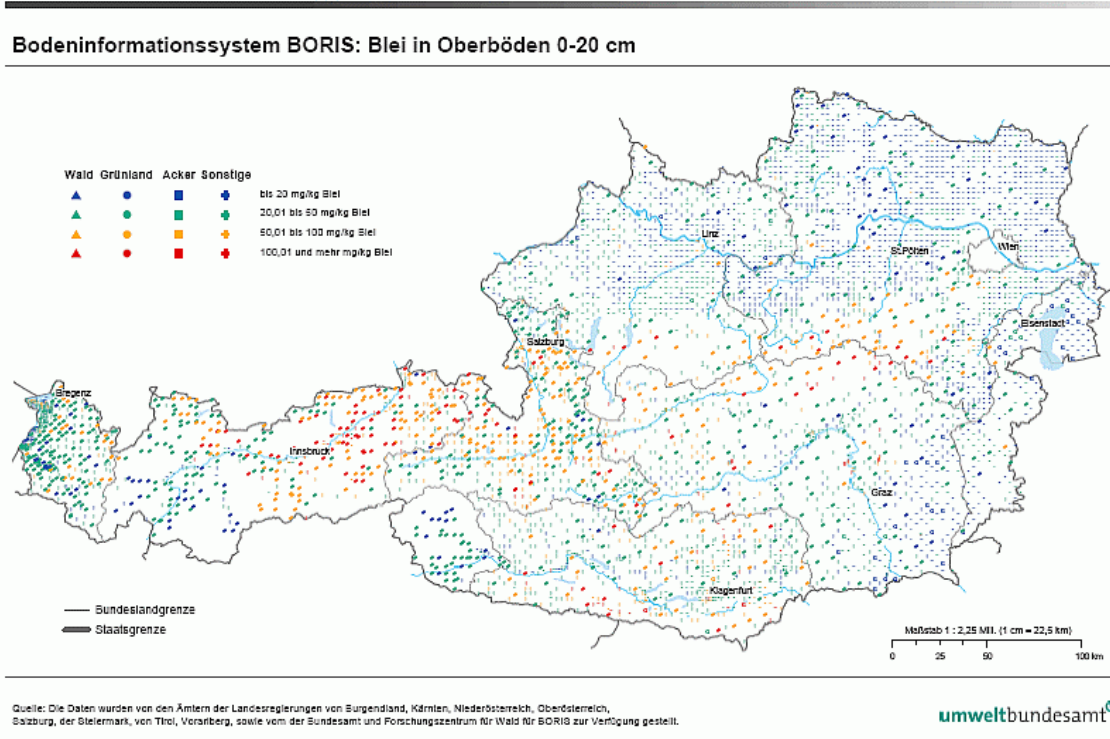 Bodeninformationssystem BORIS: Blei in Oberböden 0-20 cm
Wald Grünland Acker Sonstige
bis 20 mg/kg Blei
20,01 bis 50 mg/kg Blei
50,01 bis 100 mg/kg Blei
100,01 und mehr mg/kg Blei
Linz
St.Pölten
Wien
Eisenstadt
Salzburg
Bregenz
Innsbruck
Graz
Klagenfurt
Bundeslandgrenze
Staatsgrenze
Maßstab 1 : 2,25 Mill. (1 cm = 22,5 km)
0 25 50 100 km
Quelle: Die Daten wurden von den Ämtern der Landesregierungen von Burgenland, Kärnten, Niederösterreich, Oberösterreich,
Salzburg, der Steiermark, von Tirol, Vorarlberg, sowie vom der Bundesamt und Forschungszentrum für Wald für BORIS zur Verfügung gestellt.
umweltbundesamt